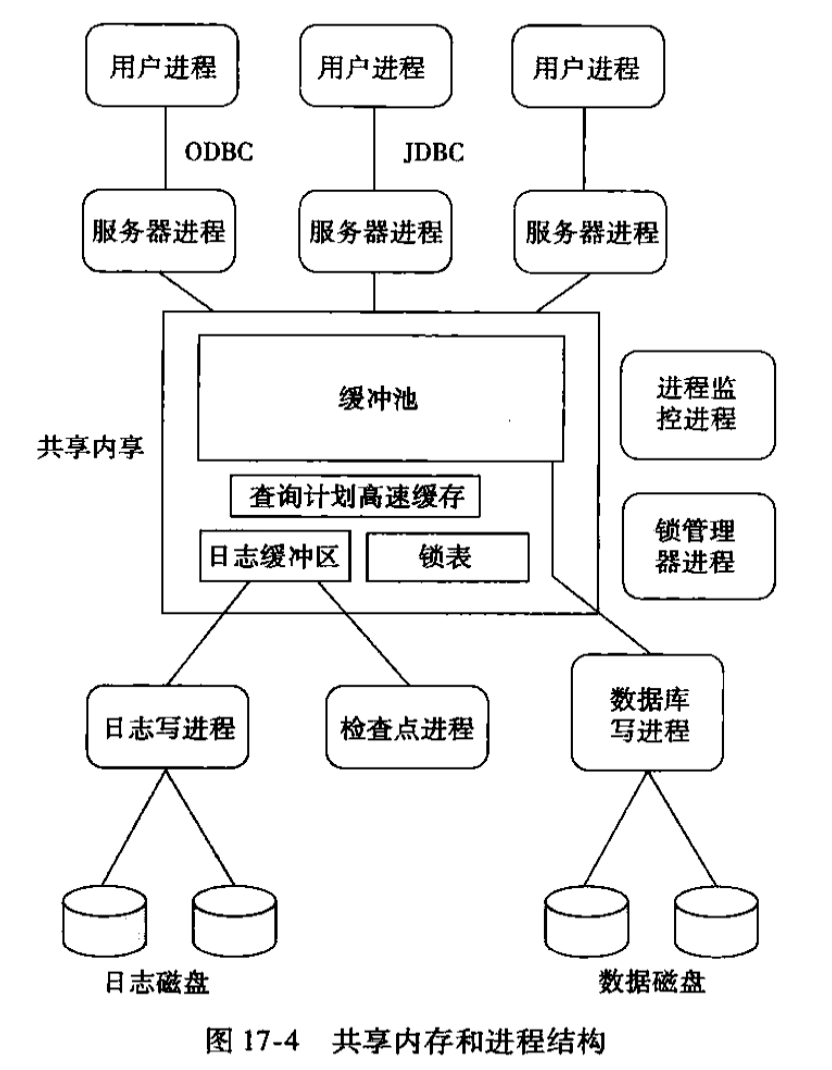 用户进程
用户进程
用户进程
ODBC
JDBC
服务器进程
服务器进程
服务器进程
缓冲池
进程监
控进程
共享内享
查询计划高速缓存
日志缓冲区
锁表
锁管理
器进程
日志写进程
检查点进程
数据库
写进程
日志磁盘
数据磁盘
图 17-4 共享内存和进程结构